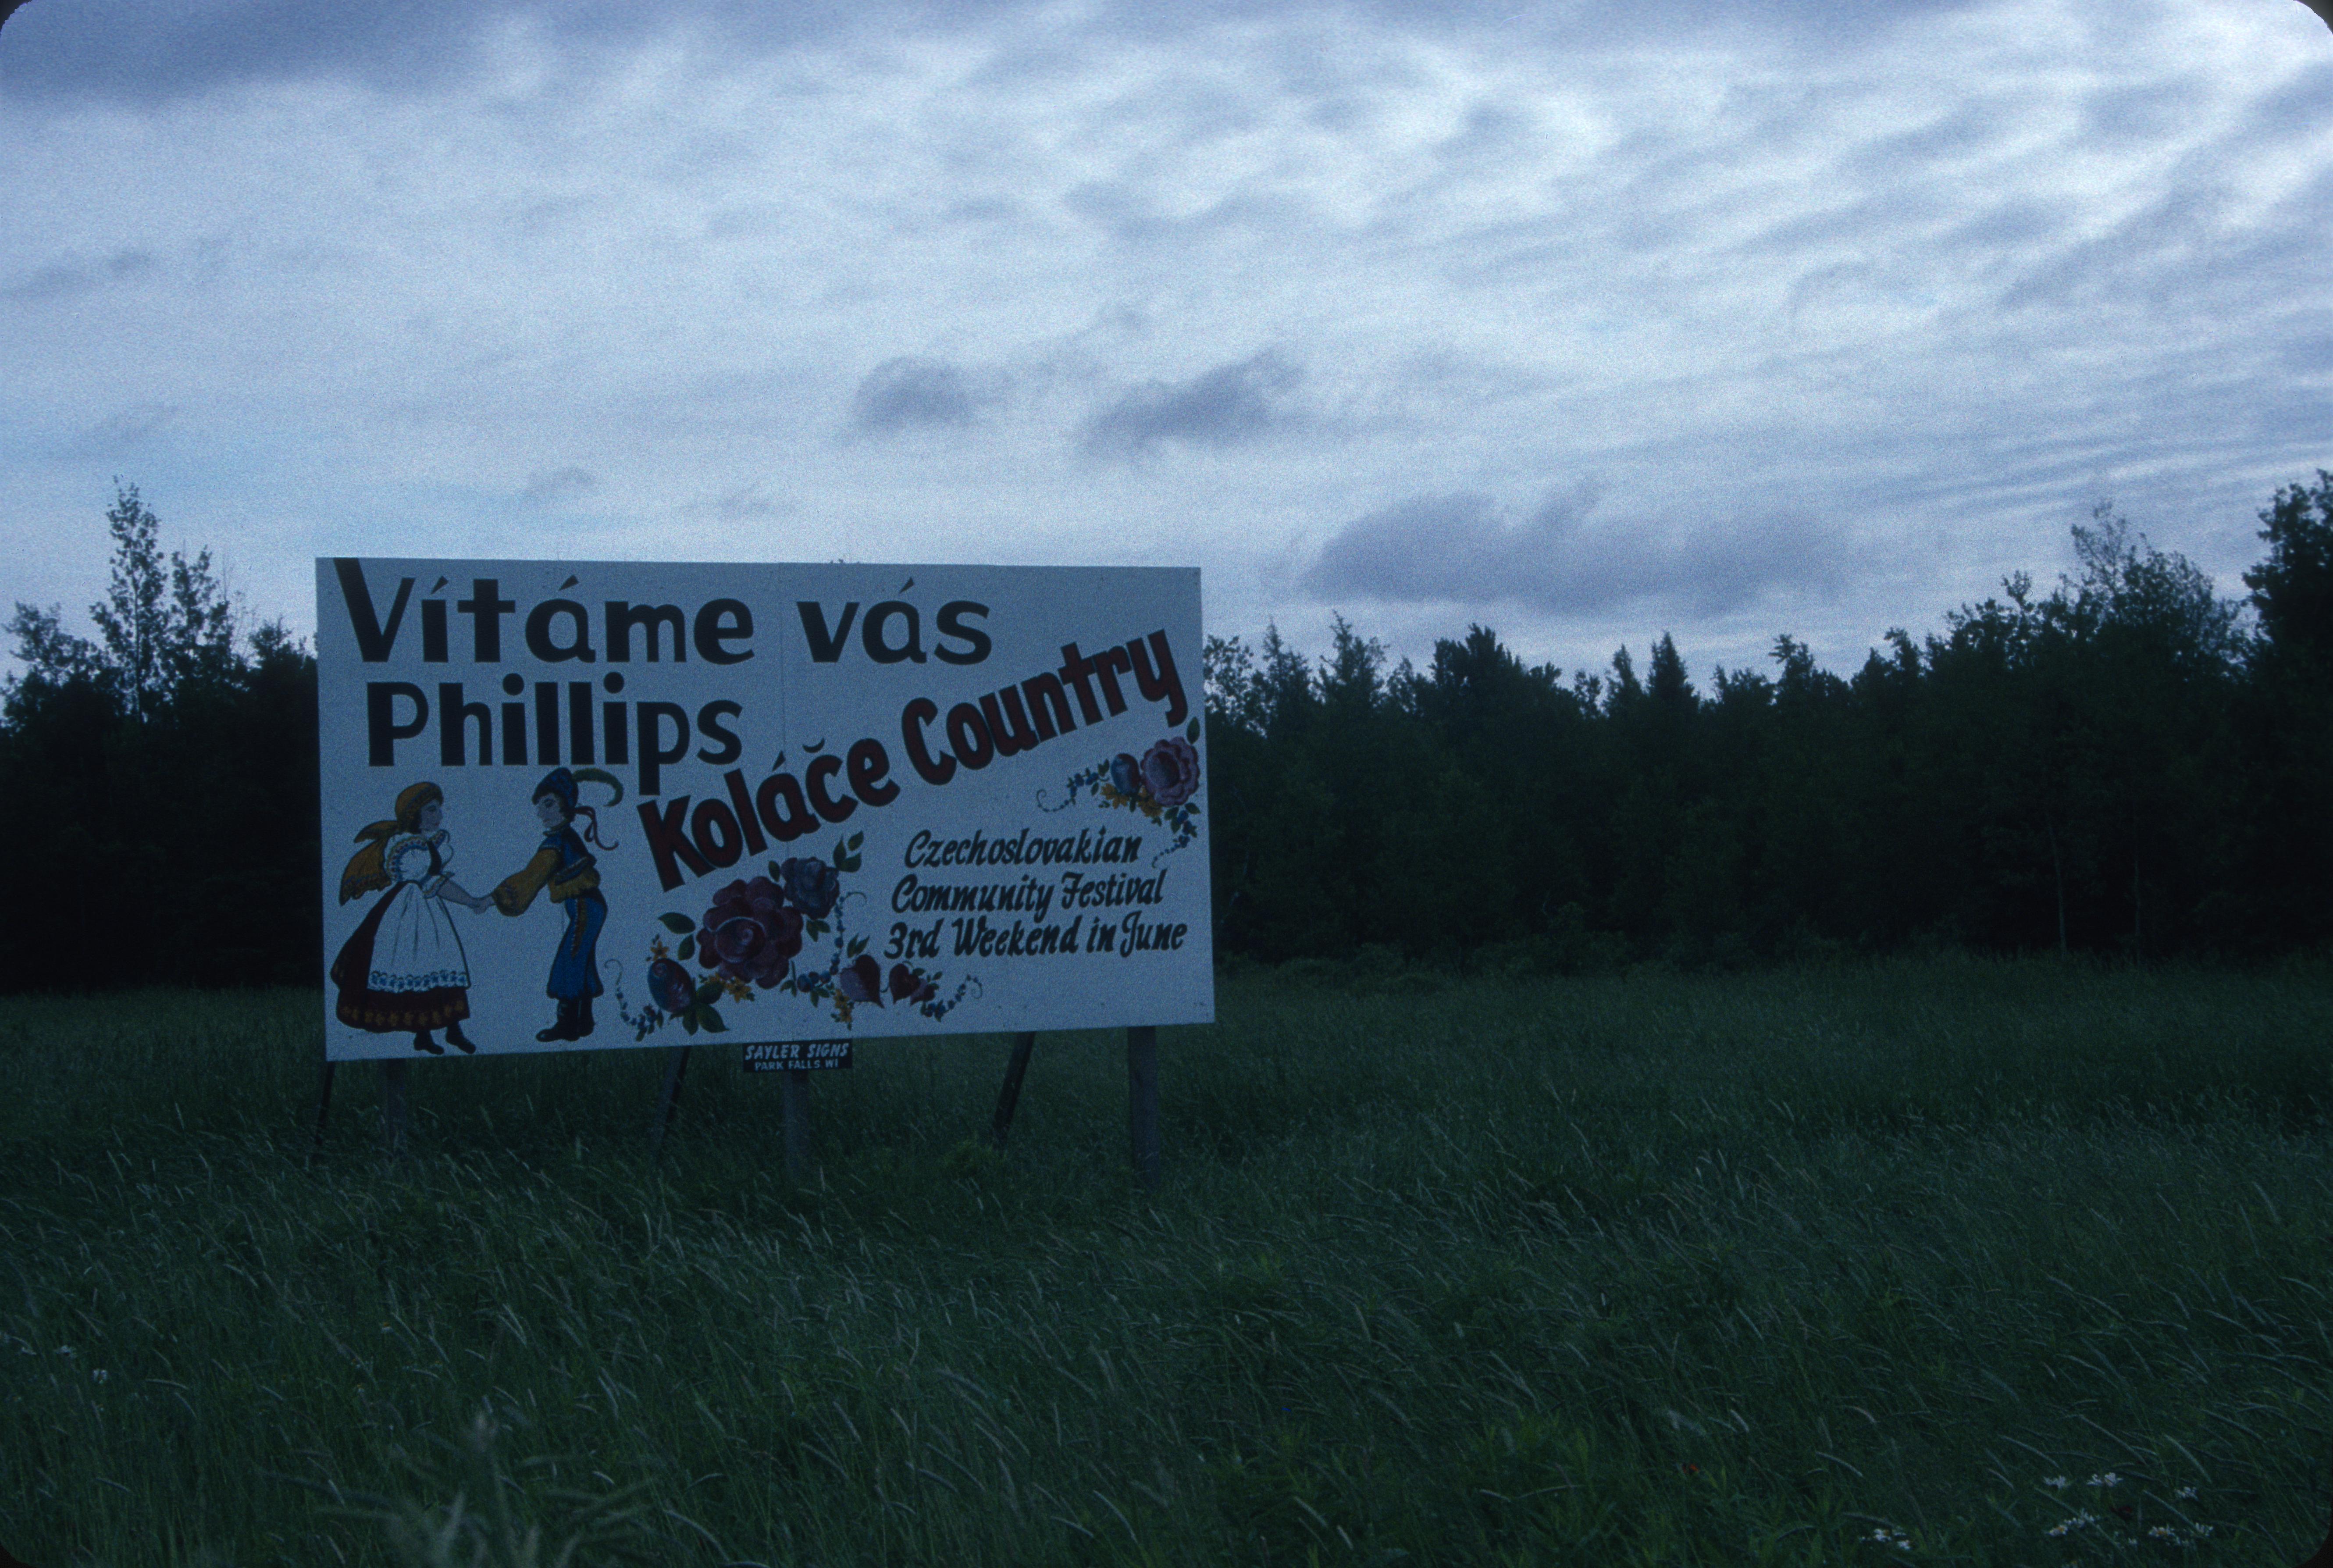 Vítáme vás
Phillips
Koláče Country
Czechoslovakian
Community Festival
3rd Weekend in June
SAYLER SIGNS
PARK FALLS WI